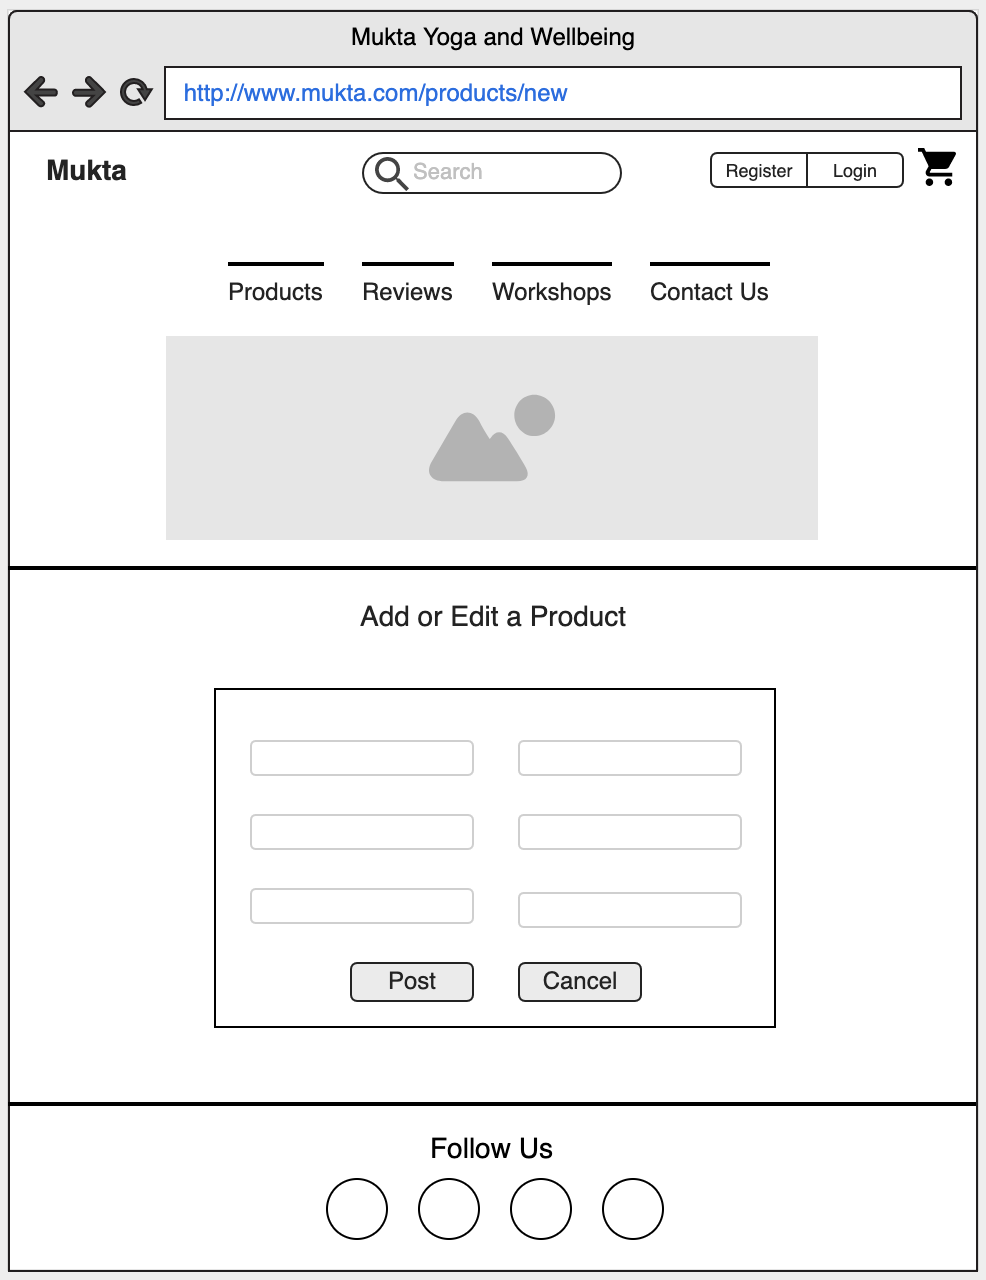 Mukta Yoga and Wellbeing
http://www.mukta.com/products/new
Mukta
Search
Register
Login
Products
Reviews
Workshops
Contact Us
Add or Edit a Product
Post
Cancel
Follow Us